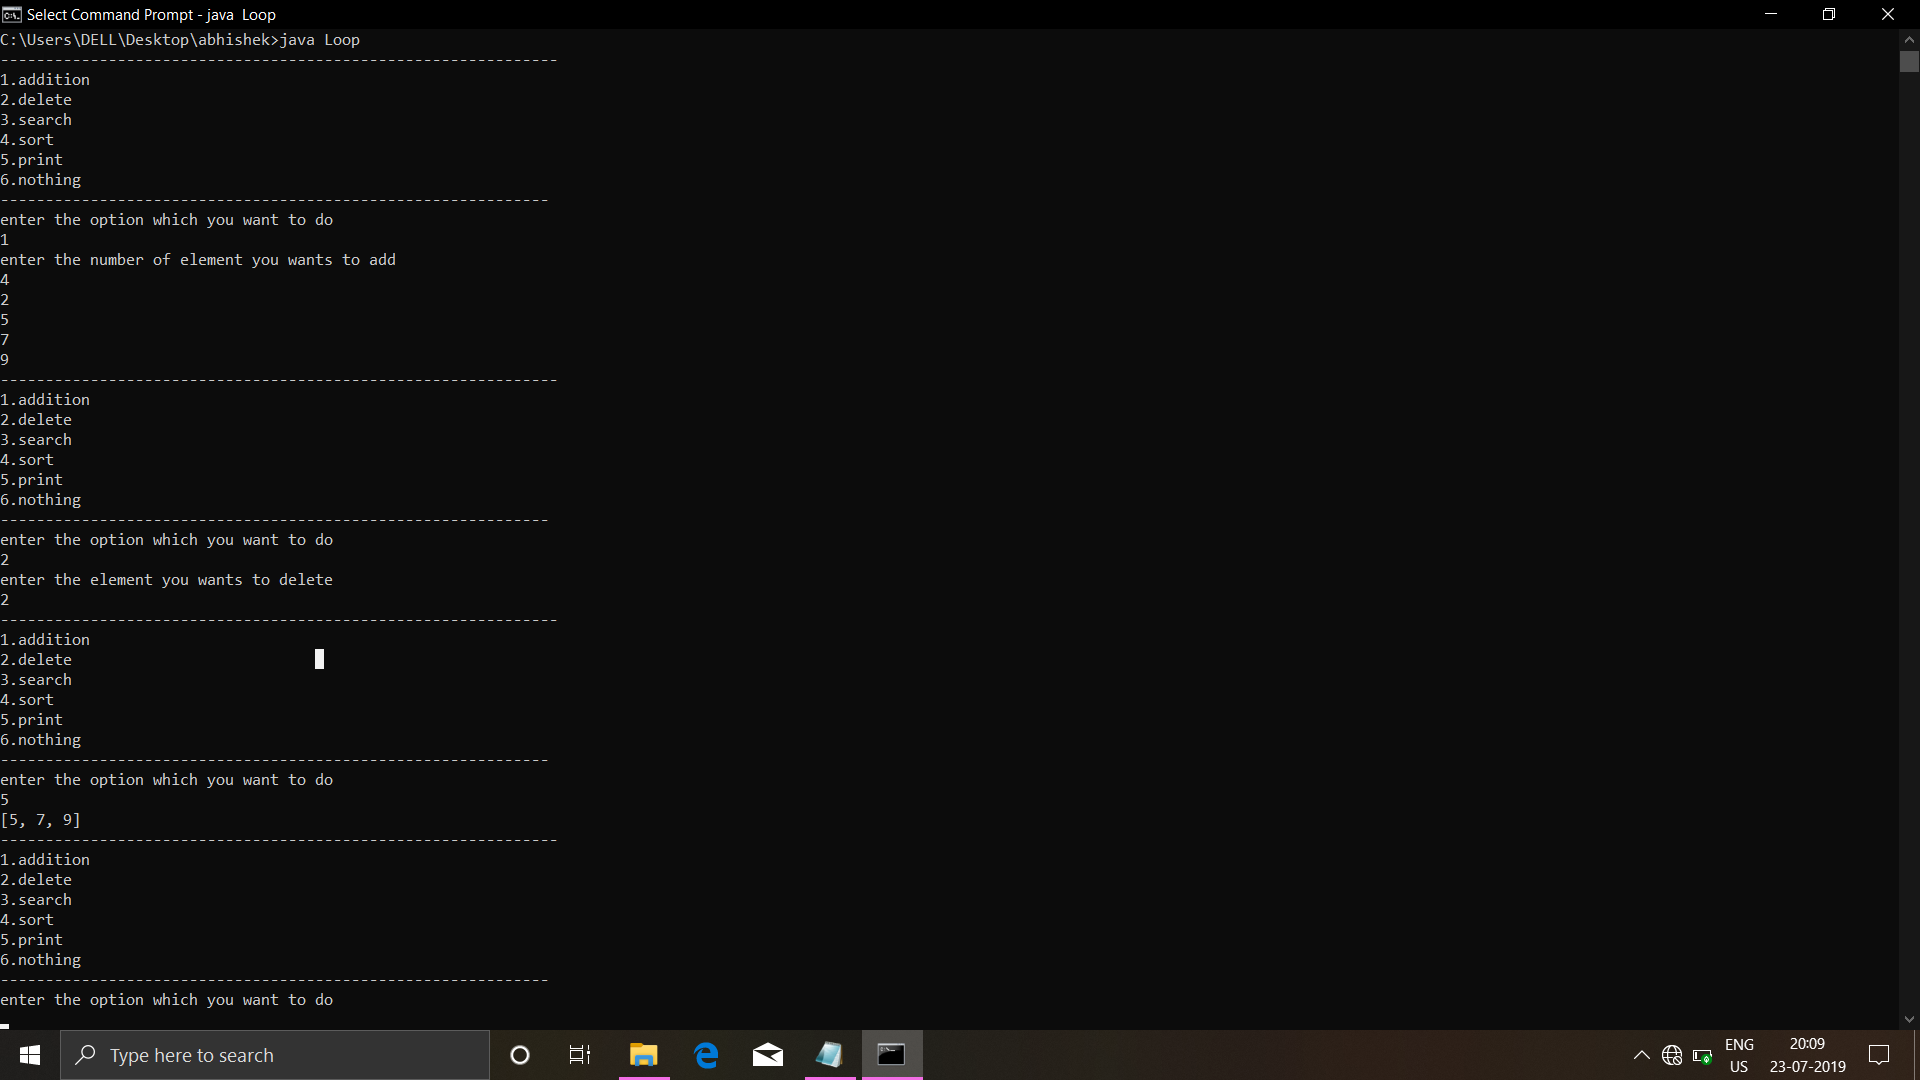 Select Command Prompt - java  Loop
C:\Users\DELL\Desktop\abhishek>java Loop
--------------------------------------------------------------
1.addition
2.delete
3.search
4.sort
5.print
6.nothing
-------------------------------------------------------------
enter the option which you want to do
1
enter the number of element you wants to add
4
2
5
7
9
--------------------------------------------------------------
1.addition
2.delete
3.search
4.sort
5.print
6.nothing
-------------------------------------------------------------
enter the option which you want to do
2
enter the element you wants to delete
2
--------------------------------------------------------------
1.addition
2.delete
3.search
4.sort
5.print
6.nothing
-------------------------------------------------------------
enter the option which you want to do
5
[5, 7, 9]
--------------------------------------------------------------
1.addition
2.delete
3.search
4.sort
5.print
6.nothing
-------------------------------------------------------------
enter the option which you want to do
Type here to search
ENG
US
20:09
23-07-2019